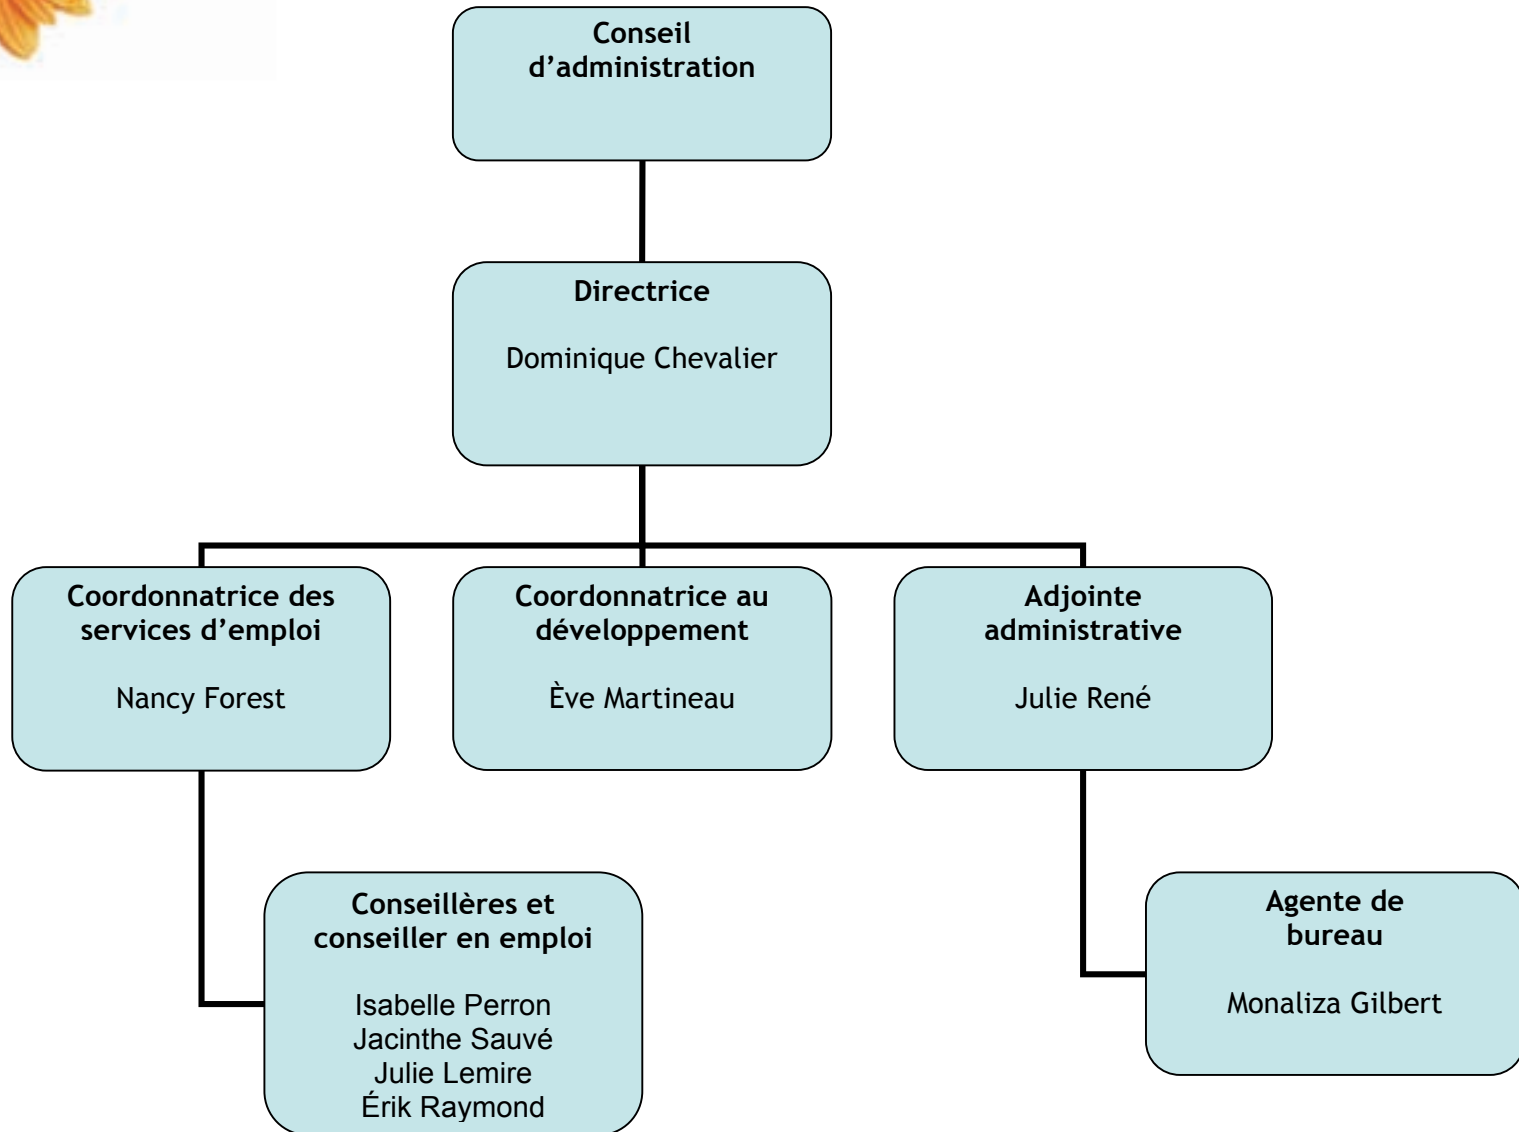 Conseil
d’administration
Directrice
Dominique Chevalier
Coordonnatrice des
services d’emploi
Nancy Forest
Coordonnatrice au
développement
Ève Martineau
Adjointe
administrative
Julie René
Conseillères et
conseiller en emploi
Isabelle Perron
Jacinthe Sauvé
Julie Lemire
Érik Raymond
Agente de
bureau
Monaliza Gilbert